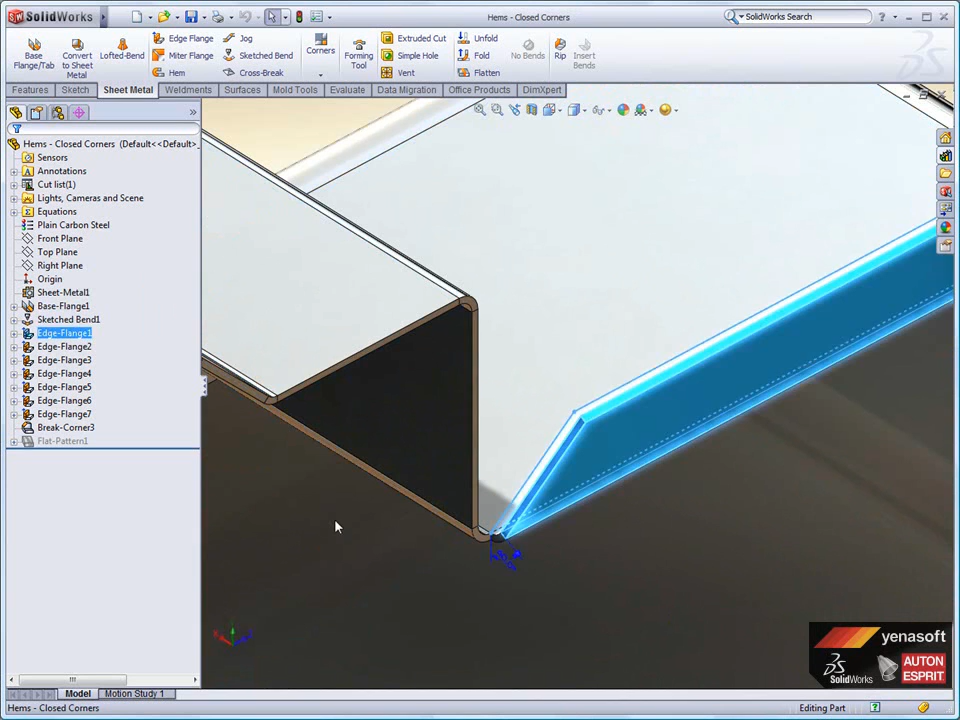 SolidWorks
Hems - Closed Corners
SolidWorks Search
?
Base Flange/Tab
Convert to Sheet Metal
Lofted-Bend
Edge Flange
Miter Flange
Hem
Jog
Sketched Bend
Cross-Break
Corners
Forming Tool
Extruded Cut
Simple Hole
Vent
Unfold
Fold
Flatten
No Bends
Rip
Insert Bends
Features
Sketch
Sheet Metal
Weldments
Surfaces
Mold Tools
Evaluate
Data Migration
Office Products
DimXpert
Hems - Closed Corners (Default<<Default>_
Sensors
Annotations
Cut list(1)
Lights, Cameras and Scene
Equations
Plain Carbon Steel
Front Plane
Top Plane
Right Plane
Origin
Sheet-Metal1
Base-Flange1
Sketched Bend1
Edge-Flange1
Edge-Flange2
Edge-Flange3
Edge-Flange4
Edge-Flange5
Edge-Flange6
Edge-Flange7
Break-Corner3
Flat-Pattern1
yenasoft
SolidWorks
AUTON
ESPRIT
Model
Motion Study 1
Hems - Closed Corners
Editing Part